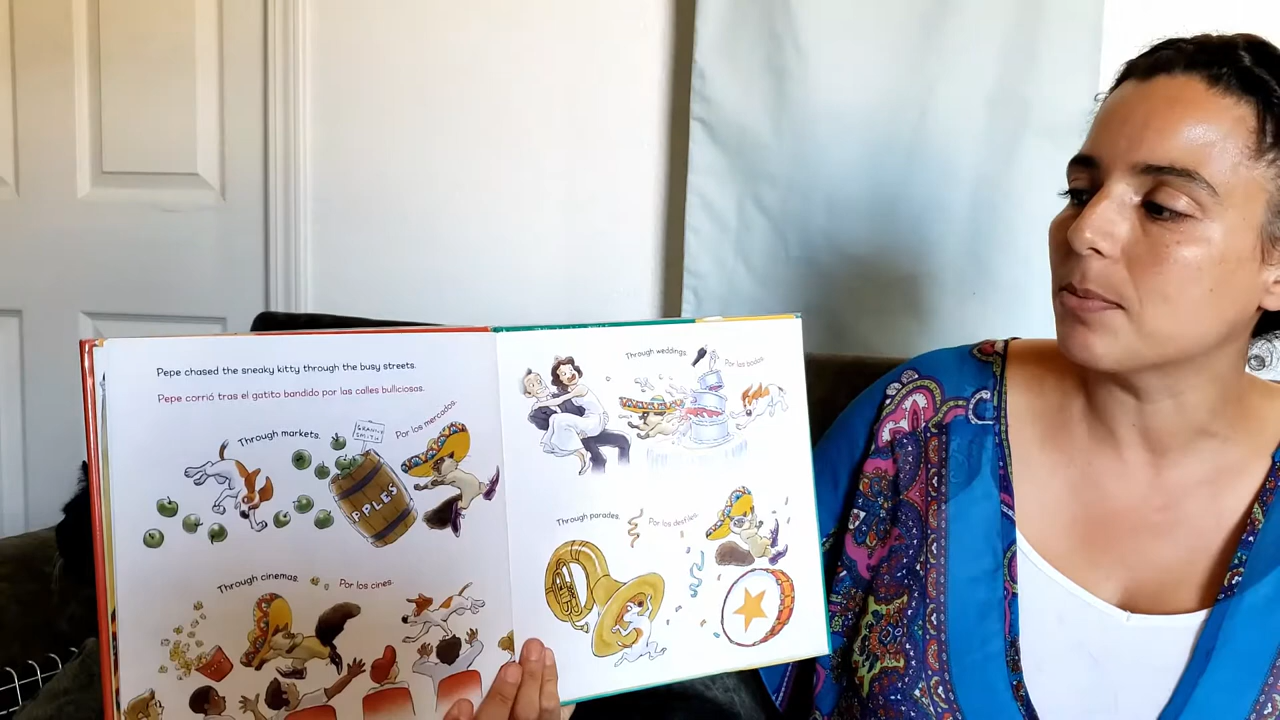 Pepe chased the sneaky kitty through the busy streets.
Pepe corrió tras el gatito bandido por las calles bulliciosas.
Through markets.
Por los mercados.
GRANNY
SMITH
APPLES
Through cinemas.
Por los cines.
Through weddings.
Por las bodas.
Through parades.
Por los desfiles.